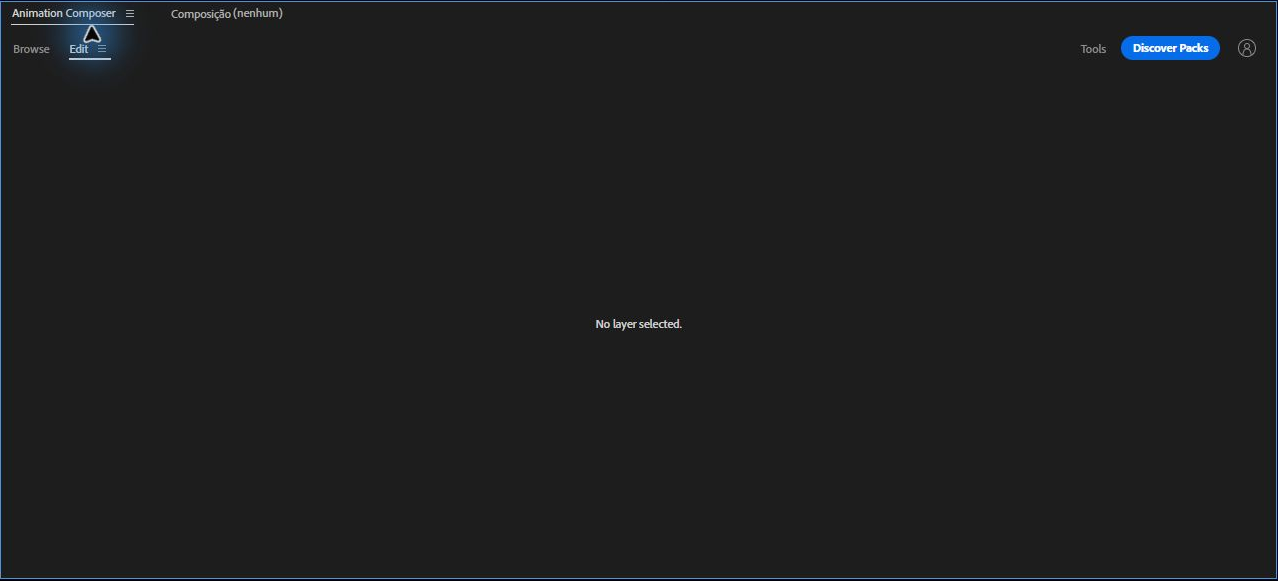 Animation Composer
Composição (nenhum)
Browse
Edit
Tools
Discover Packs
No layer selected.